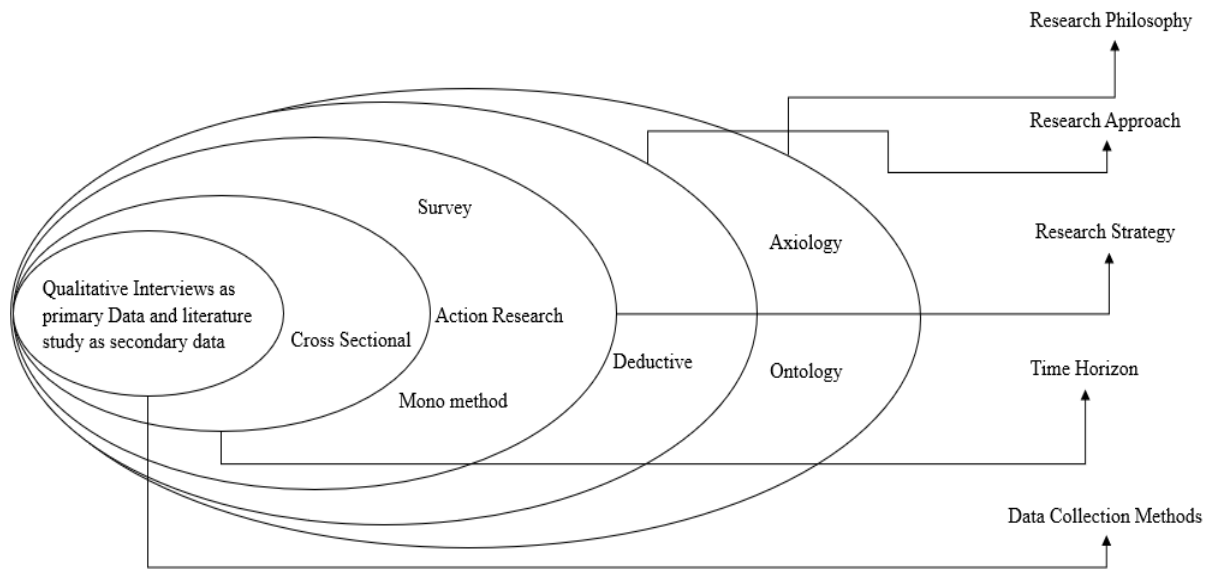 Research Philosophy
Research Approach
Survey
Research Strategy
Axiology
Qualitative Interviews as
primary Data and literature
study as secondary data
Action Research
Cross Sectional
Deductive
Ontology
Time Horizon
Mono method
Data Collection Methods